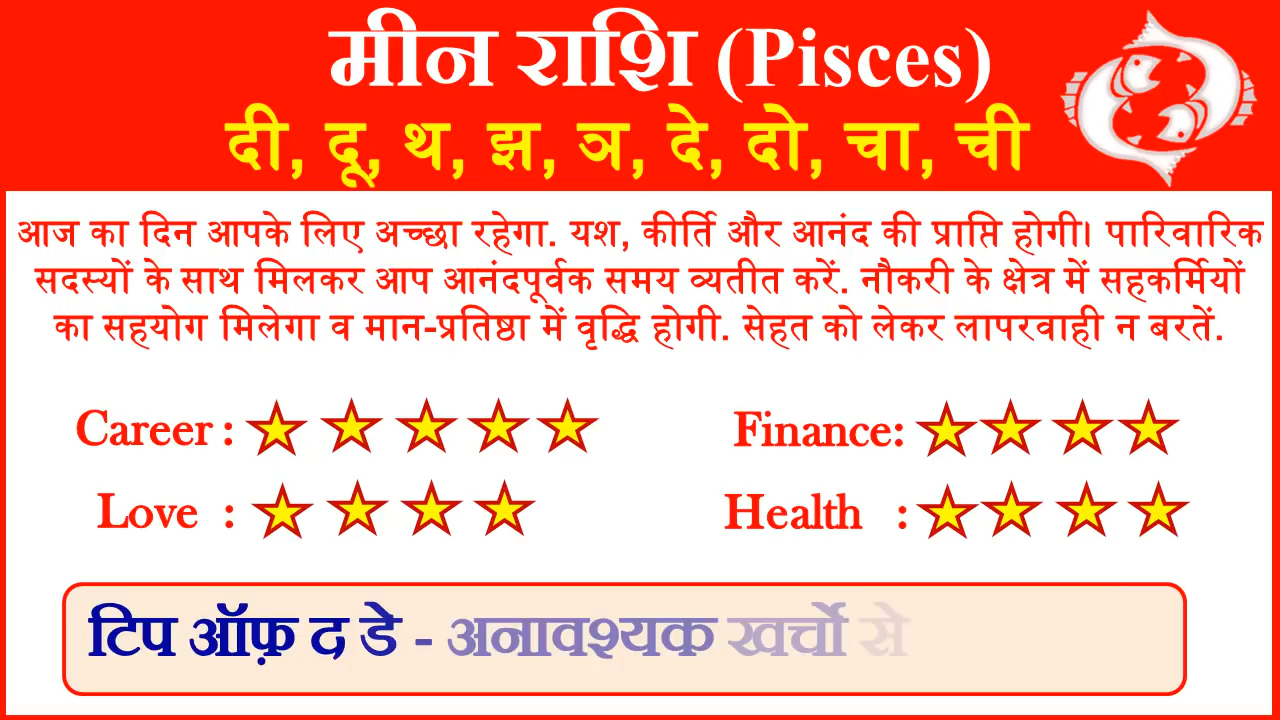 मीन राशि (Pisces)
दी, दू, थ, झ, ञ, दे, दो, चा, ची
आज का दिन आपके लिए अच्छा रहेगा. यश, कीर्ति और आनंद की प्राप्ति होगी। पारिवारिक
सदस्यों के साथ मिलकर आप आनंदपूर्वक समय व्यतीत करें. नौकरी के क्षेत्र में सहकर्मियों
का सहयोग मिलेगा व मान-प्रतिष्ठा में वृद्धि होगी. सेहत को लेकर लापरवाही न बरतें.
Career :
Finance:
Love :
Health :
टिप ऑफ़ द डे - अनावश्यक खर्चो से